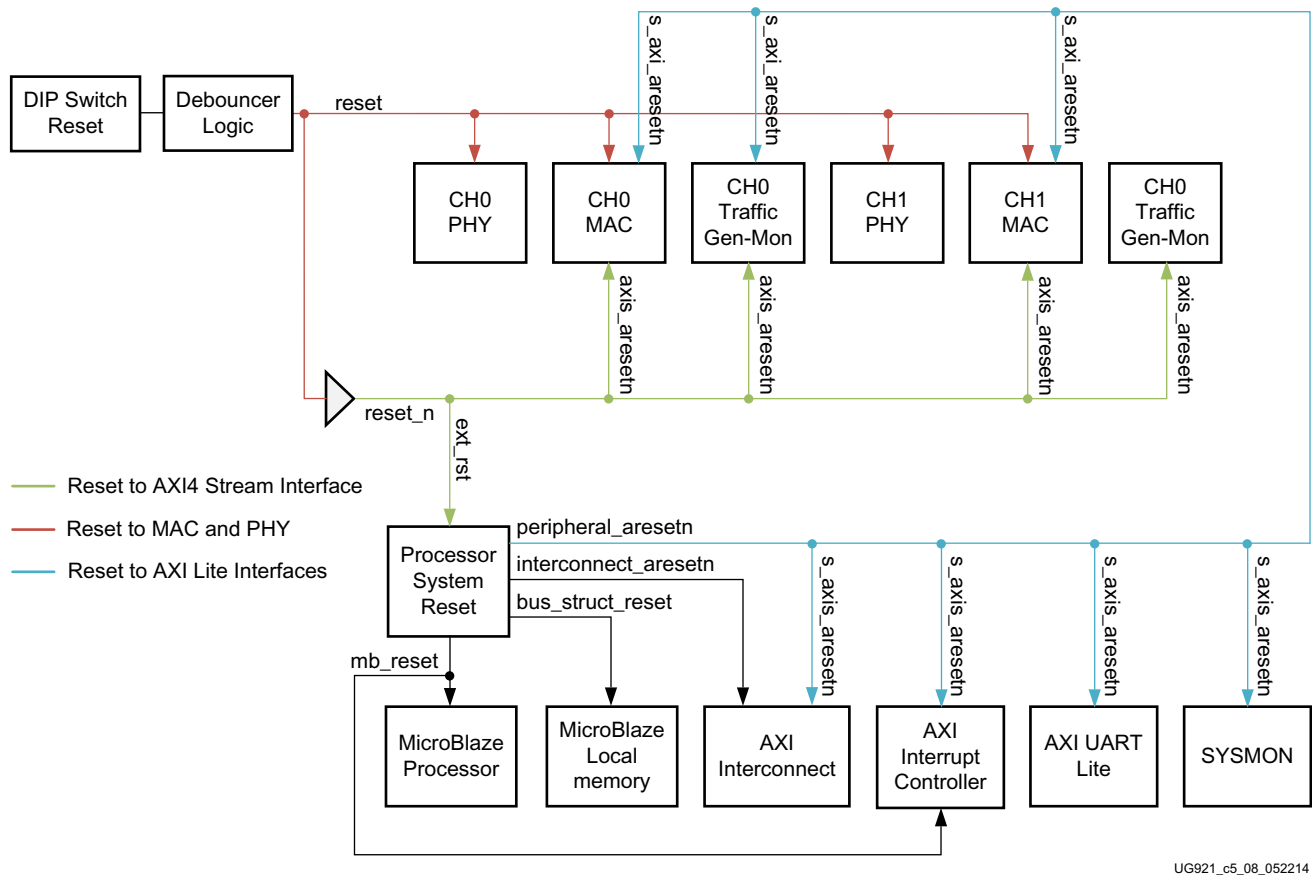 s_axi_aresetn
s_axi_aresetn
s_axi_aresetn
DIP Switch
Reset
Debouncer
Logic
reset
CH0
PHY
CH0
MAC
CH0
Traffic
Gen-Mon
CH1
PHY
CH1
MAC
CH0
Traffic
Gen-Mon
axis_aresetn
axis_aresetn
axis_aresetn
axis_aresetn
reset_n
ext_rst
Reset to AXI4 Stream Interface
Reset to MAC and PHY
Reset to AXI Lite Interfaces
Processor
System
Reset
peripheral_aresetn
interconnect_aresetn
bus_struct_reset
mb_reset
s_axis_aresetn
s_axis_aresetn
s_axis_aresetn
s_axis_aresetn
MicroBlaze
Processor
MicroBlaze
Local
memory
AXI
Interconnect
AXI
Interrupt
Controller
AXI UART
Lite
SYSMON
UG921_c5_08_052214